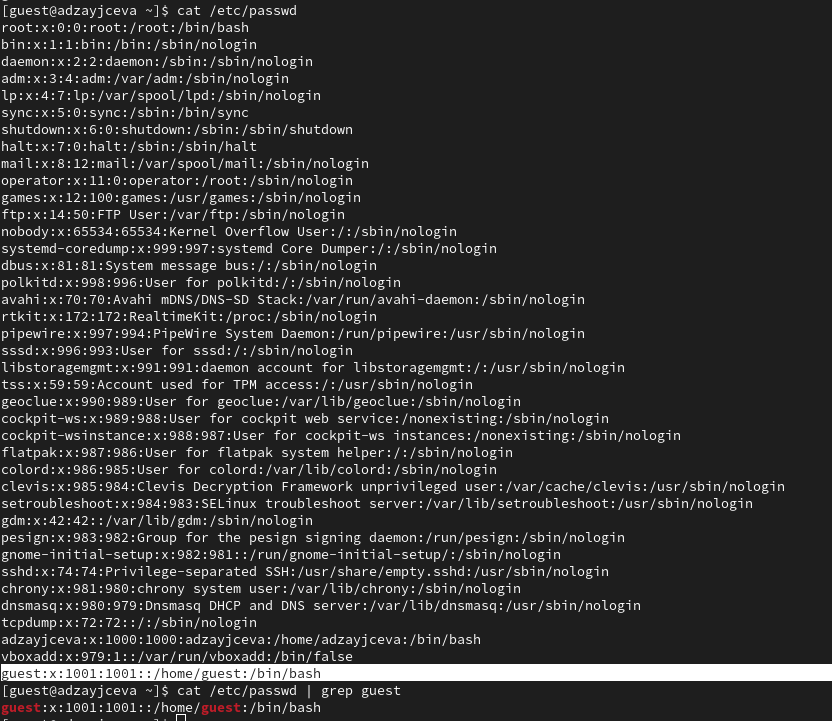 [guest@adzayjceva ~]$ cat /etc/passwd
root:x:0:0:root:/root:/bin/bash
bin:x:1:1:bin:/bin:/sbin/nologin
daemon:x:2:2:daemon:/sbin:/sbin/nologin
adm:x:3:4:adm:/var/adm:/sbin/nologin
lp:x:4:7:lp:/var/spool/lpd:/sbin/nologin
sync:x:5:0:sync:/sbin:/bin/sync
shutdown:x:6:0:shutdown:/sbin:/sbin/shutdown
halt:x:7:0:halt:/sbin:/sbin/halt
mail:x:8:12:mail:/var/spool/mail:/sbin/nologin
operator:x:11:0:operator:/root:/sbin/nologin
games:x:12:100:games:/usr/games:/sbin/nologin
ftp:x:14:50:FTP User:/var/ftp:/sbin/nologin
nobody:x:65534:65534:Kernel Overflow User:/:/sbin/nologin
systemd-coredump:x:999:997:systemd Core Dumper:/:/sbin/nologin
dbus:x:81:81:System message bus:/:/sbin/nologin
polkitd:x:998:996:User for polkitd:/:/sbin/nologin
avahi:x:70:70:Avahi mDNS/DNS-SD Stack:/var/run/avahi-daemon:/sbin/nologin
rtkit:x:172:172:RealtimeKit:/proc:/sbin/nologin
pipewire:x:997:994:PipeWire System Daemon:/run/pipewire:/usr/sbin/nologin
sssd:x:996:993:User for sssd:/:/sbin/nologin
libstoragemgmt:x:991:991:daemon account for libstoragemgmt:/:/usr/sbin/nologin
tss:x:59:59:Account used for TPM access:/:/usr/sbin/nologin
geoclue:x:990:989:User for geoclue:/var/lib/geoclue:/sbin/nologin
cockpit-ws:x:989:988:User for cockpit web service:/nonexisting:/sbin/nologin
cockpit-wsinstance:x:988:987:User for cockpit-ws instances:/nonexisting:/sbin/nologin
flatpak:x:987:986:User for flatpak system helper:/:/sbin/nologin
colord:x:986:985:User for colord:/var/lib/colord:/sbin/nologin
clevis:x:985:984:Clevis Decryption Framework unprivileged user:/var/cache/clevis:/usr/sbin/nologin
setroubleshoot:x:984:983:SELinux troubleshoot server:/var/lib/setroubleshoot:/usr/sbin/nologin
gdm:x:42:42::/var/lib/gdm:/sbin/nologin
pesign:x:983:982:Group for the pesign signing daemon:/run/pesign:/sbin/nologin
gnome-initial-setup:x:982:981::/run/gnome-initial-setup/:/sbin/nologin
sshd:x:74:74:Privilege-separated SSH:/usr/share/empty.sshd:/usr/sbin/nologin
chrony:x:981:980:chrony system user:/var/lib/chrony:/sbin/nologin
dnsmasq:x:980:979:Dnsmasq DHCP and DNS server:/var/lib/dnsmasq:/usr/sbin/nologin
tcpdump:x:72:72::/:/sbin/nologin
adzayjceva:x:1000:1000:adzayjceva:/home/adzayjceva:/bin/bash
vboxadd:x:979:1::/var/run/vboxadd:/bin/false
guest:x:1001:1001::/home/guest:/bin/bash
[guest@adzayjceva ~]$ cat /etc/passwd | grep guest
guest:x:1001:1001::/home/guest:/bin/bash